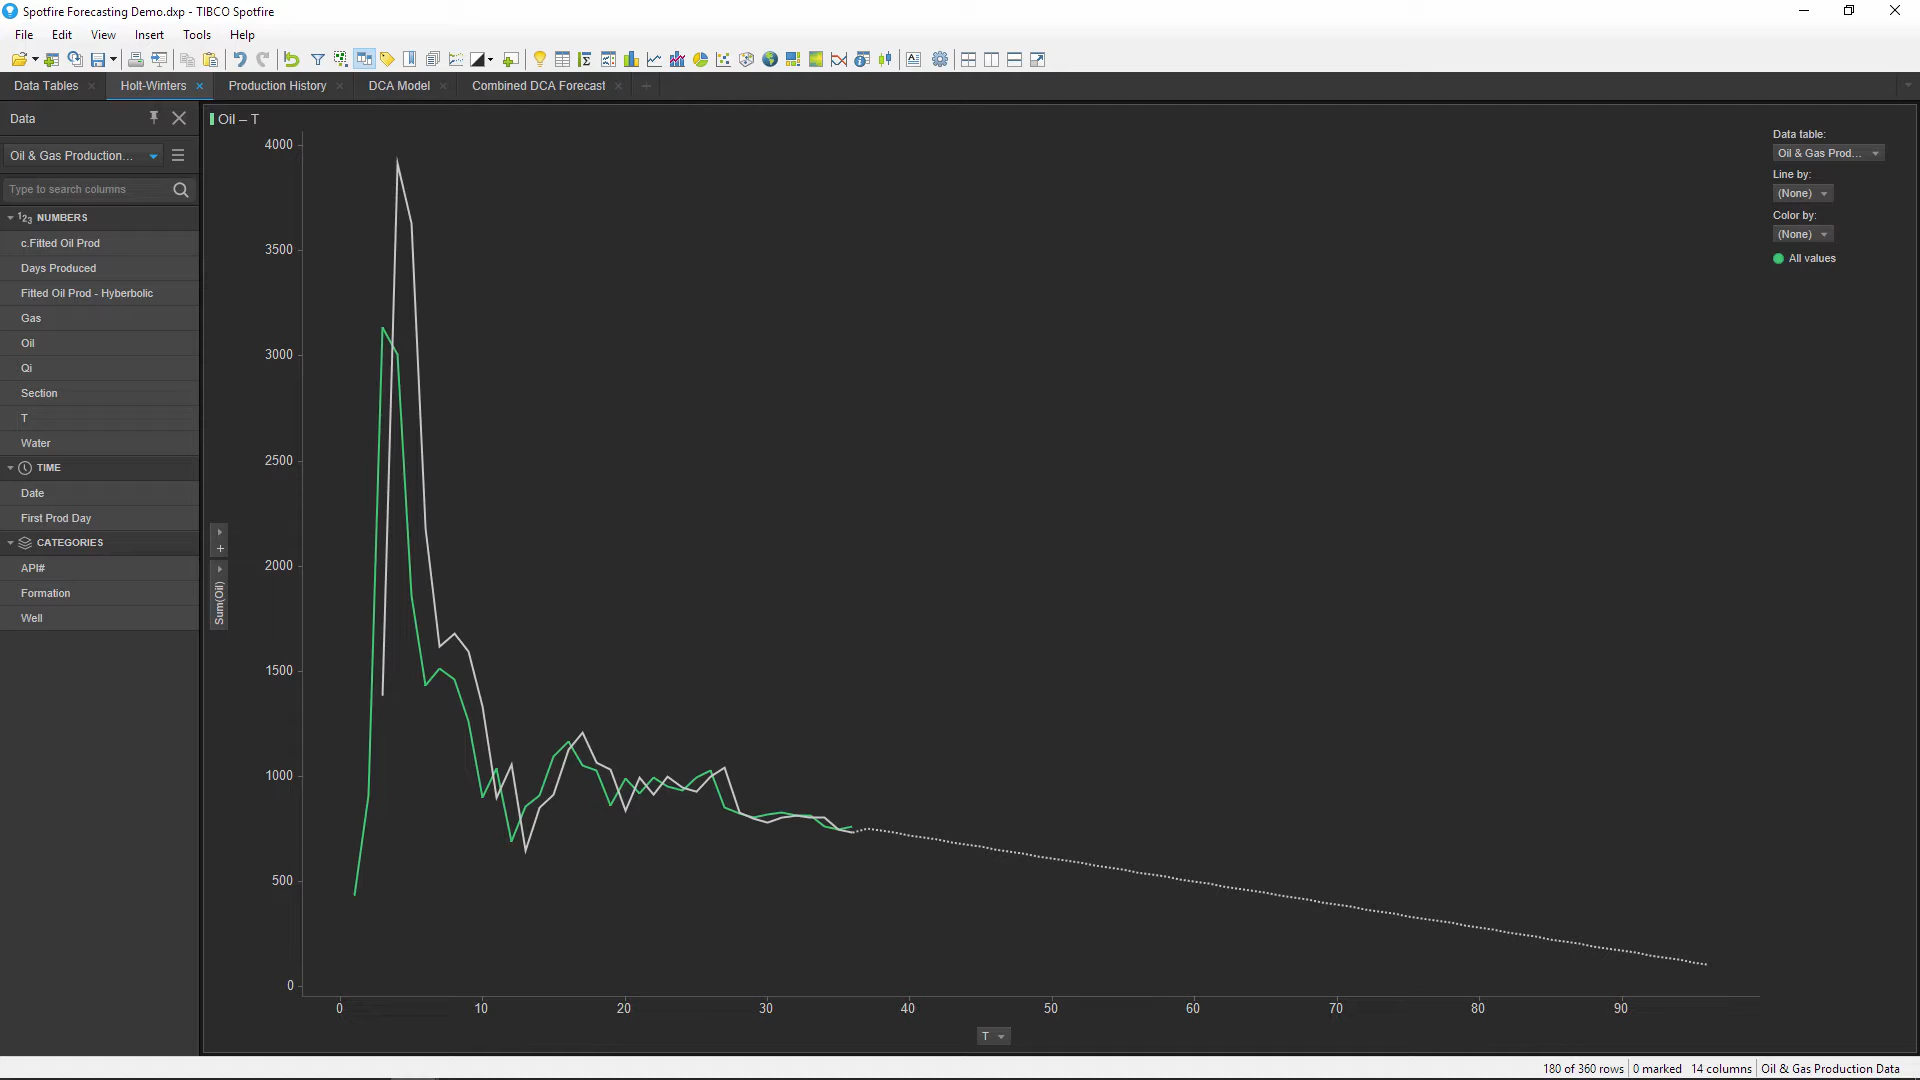 Spotfire Forecasting Demo.dxp - TIBCO Spotfire
File Edit View Insert Tools Help
Data Tables Holt-Winters Production History DCA Model Combined DCA Forecast
Data
Oil & Gas Production...
Type to search columns
123 NUMBERS
c.Fitted Oil Prod
Days Produced
Fitted Oil Prod - Hyberbolic
Gas
Oil
Qi
Section
T
Water
TIME
Date
First Prod Day
CATEGORIES
API#
Formation
Well
Oil – T
4000
3500
3000
2500
2000
1500
1000
500
0
Sum(Oil)
0 10 20 30 40 50 60 70 80 90
T
Data table:
Oil & Gas Prod...
Line by:
(None)
Color by:
(None)
All values
180 of 360 rows 0 marked 14 columns Oil & Gas Production Data